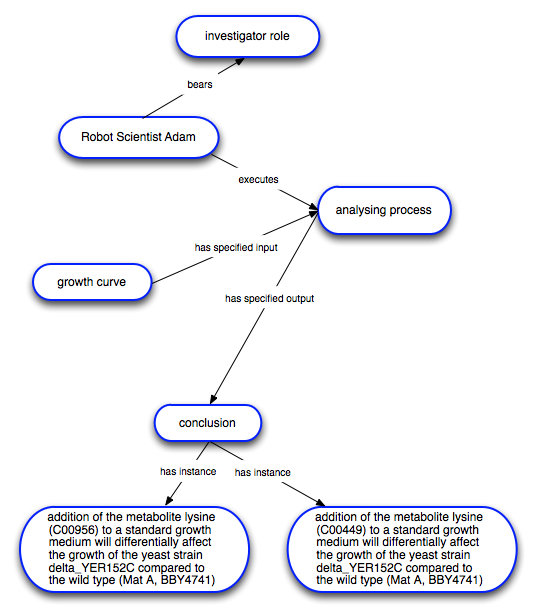 investigator role
bears
Robot Scientist Adam
executes
analysing process
has specified input
growth curve
has specified output
conclusion
has instance
has instance
addition of the metabolite lysine
(C00956) to a standard growth
medium will differentially affect
the growth of the yeast strain
delta_YER152C compared to
the wild type (Mat A, BBY4741)
addition of the metabolite lysine
(C00449) to a standard growth
medium will differentially affect
the growth of the yeast strain
delta_YER152C compared to
the wild type (Mat A, BBY4741)